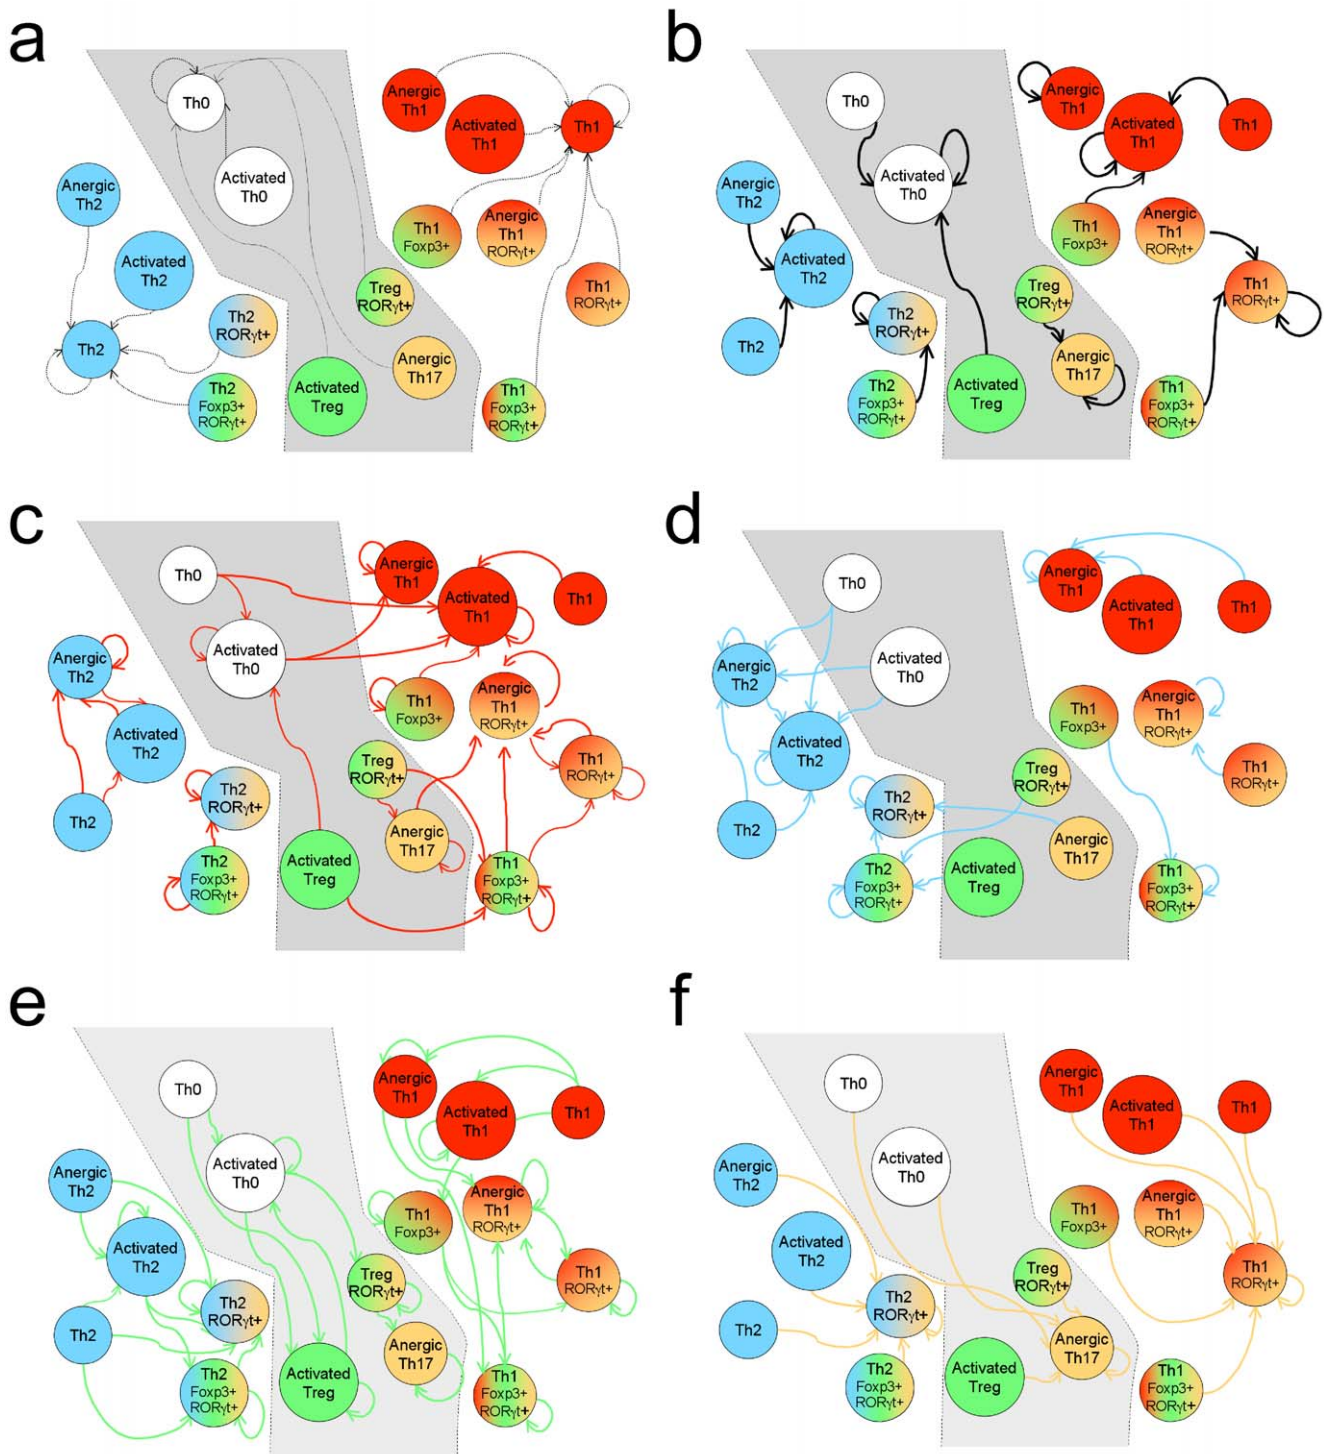 a
Th0
Activated
Th0
Anergic
Th1
Activated
Th1
Th1
Anergic
Th2
Activated
Th2
Th2
Th2
RORγt+
Th2
Foxp3+
RORγt+
Th1
Foxp3+
Anergic
Th1
RORγt+
Th1
RORγt+
Treg
RORγt+
Anergic
Th17
Activated
Treg
Th1
Foxp3+
RORγt+
b
Th0
Activated
Th0
Anergic
Th1
Activated
Th1
Th1
Anergic
Th2
Activated
Th2
Th2
Th2
RORγt+
Th2
Foxp3+
RORγt+
Th1
Foxp3+
Anergic
Th1
RORγt+
Th1
RORγt+
Treg
RORγt+
Anergic
Th17
Activated
Treg
Th1
Foxp3+
RORγt+
c
Th0
Activated
Th0
Anergic
Th1
Activated
Th1
Th1
Anergic
Th2
Activated
Th2
Th2
Th2
RORγt+
Th2
Foxp3+
RORγt+
Th1
Foxp3+
Anergic
Th1
RORγt+
Th1
RORγt+
Treg
RORγt+
Anergic
Th17
Activated
Treg
Th1
Foxp3+
RORγt+
d
Th0
Activated
Th0
Anergic
Th1
Activated
Th1
Th1
Anergic
Th2
Activated
Th2
Th2
Th2
RORγt+
Th2
Foxp3+
RORγt+
Th1
Foxp3+
Anergic
Th1
RORγt+
Th1
RORγt+
Treg
RORγt+
Anergic
Th17
Activated
Treg
Th1
Foxp3+
RORγt+
e
Th0
Activated
Th0
Anergic
Th1
Activated
Th1
Th1
Anergic
Th2
Activated
Th2
Th2
Th2
RORγt+
Th2
Foxp3+
RORγt+
Th1
Foxp3+
Anergic
Th1
RORγt+
Th1
RORγt+
Treg
RORγt+
Anergic
Th17
Activated
Treg
Th1
Foxp3+
RORγt+
f
Th0
Activated
Th0
Anergic
Th1
Activated
Th1
Th1
Anergic
Th2
Activated
Th2
Th2
Th2
RORγt+
Th2
Foxp3+
RORγt+
Th1
Foxp3+
Anergic
Th1
RORγt+
Th1
RORγt+
Treg
RORγt+
Anergic
Th17
Activated
Treg
Th1
Foxp3+
RORγt+